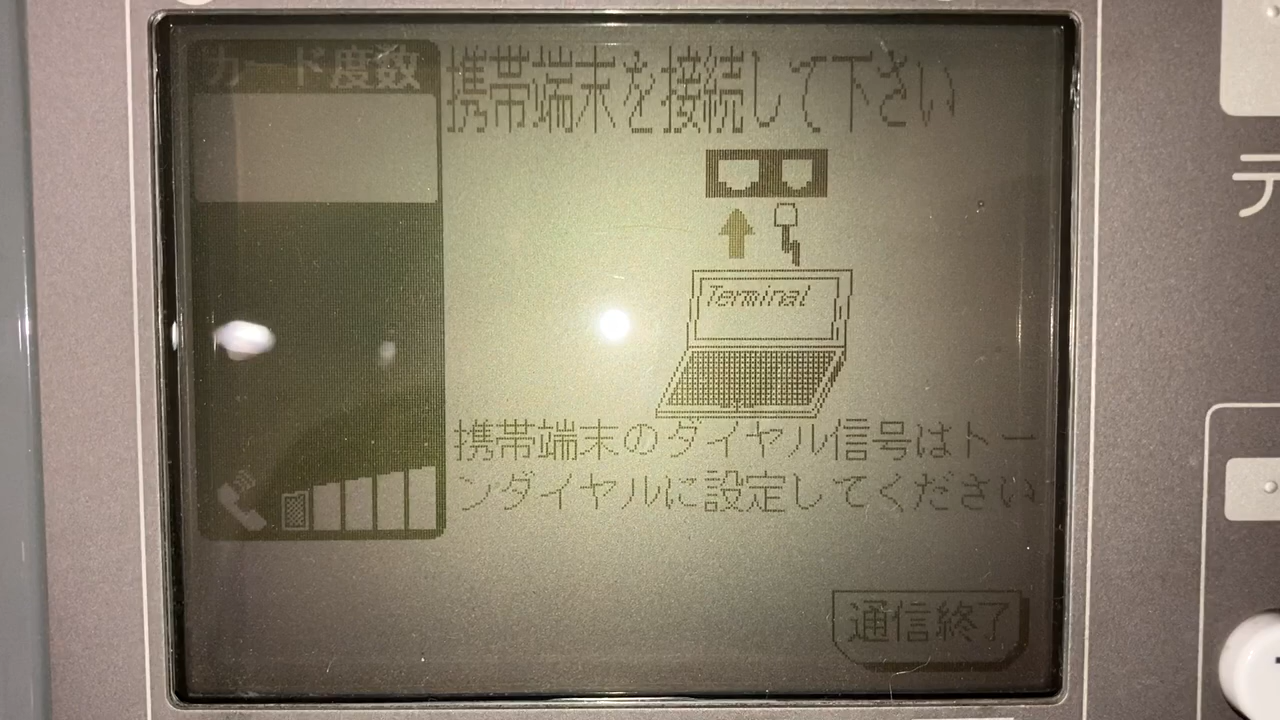 カード度数
携帯端末を接続して下さい
Terminal
携帯端末のダイヤル信号はトー
ンダイヤルに設定してください
通信終了
テ